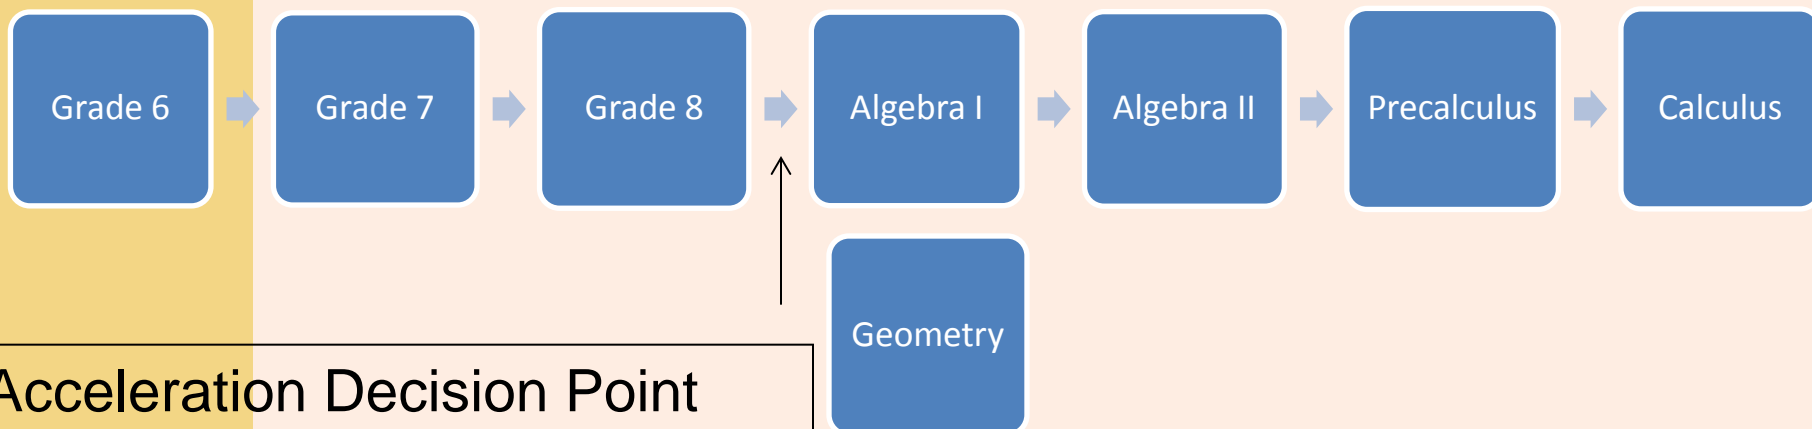 Grade 6
Grade 7
Grade 8
Algebra I
Algebra II
Precalculus
Calculus
Geometry
Acceleration Decision Point